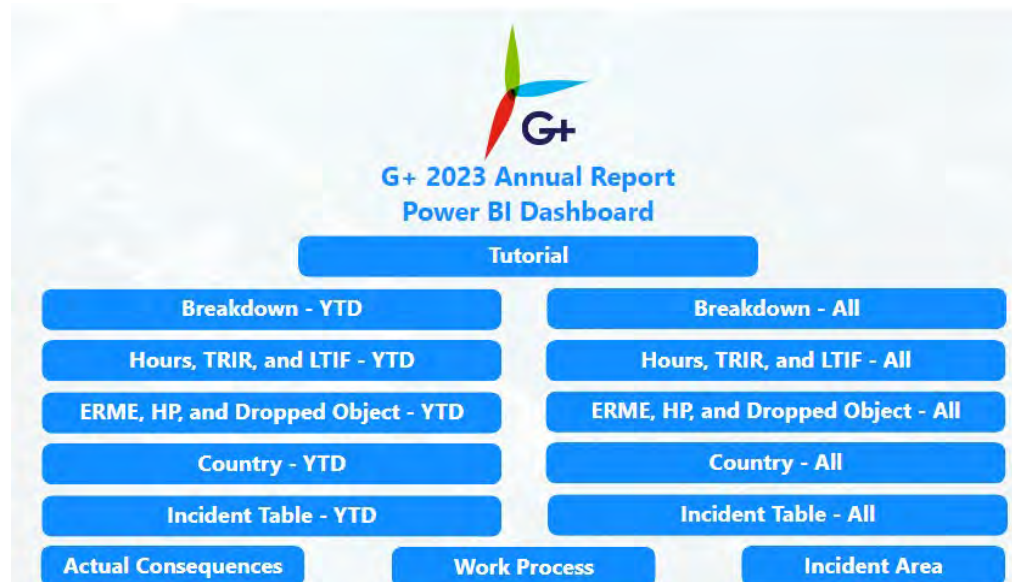 G+
G+ 2023 Annual Report
Power BI Dashboard
Tutorial
Breakdown - YTD
Breakdown - All
Hours, TRIR, and LTIF - YTD
Hours, TRIR, and LTIF - All
ERME, HP, and Dropped Object - YTD
ERME, HP, and Dropped Object - All
Country - YTD
Country - All
Incident Table - YTD
Incident Table - All
Actual Consequences
Work Process
Incident Area